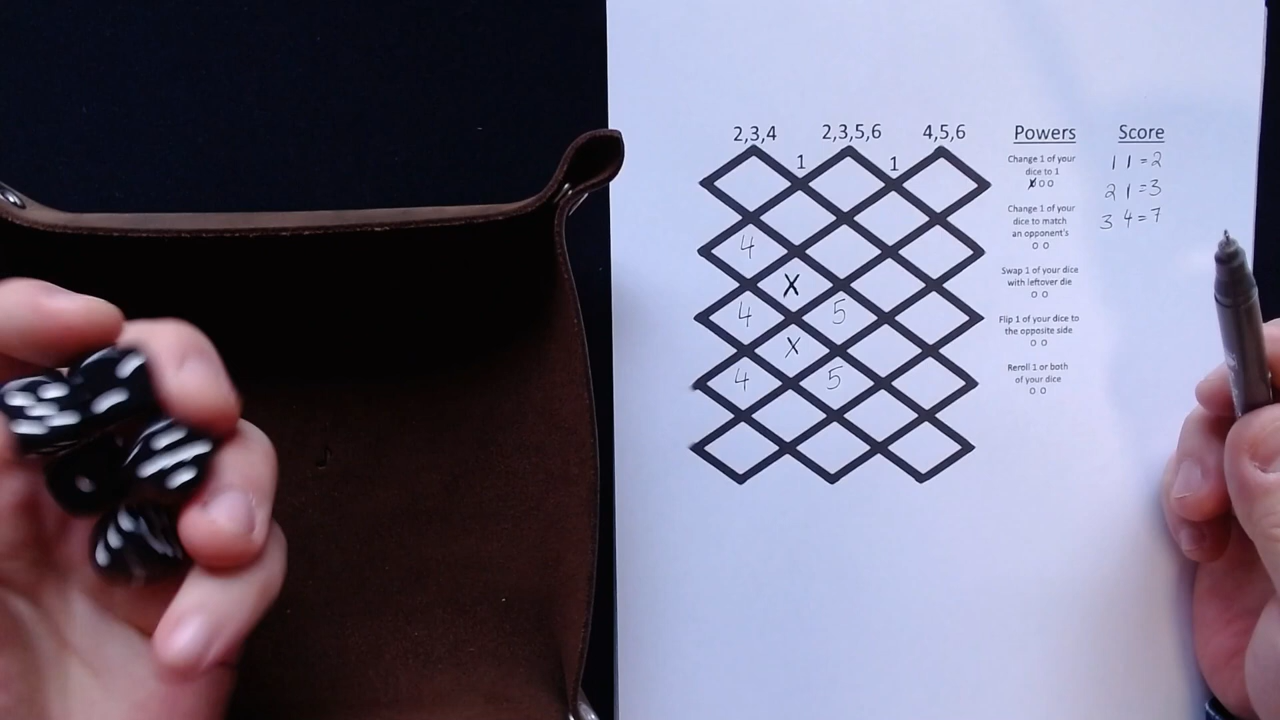 2,3,4 2,3,5,6 4,5,6 Powers Score
1 1
Change 1 of your
dice to 1
X O O
Change 1 of your
dice to match
an opponent's
O O
Swap 1 of your dice
with leftover die
O O
Flip 1 of your dice to
the opposite side
O O
Reroll 1 or both
of your dice
O O
1 1 = 2
2 1 = 3
3 4 = 7
4
X
4 5
X
4 5